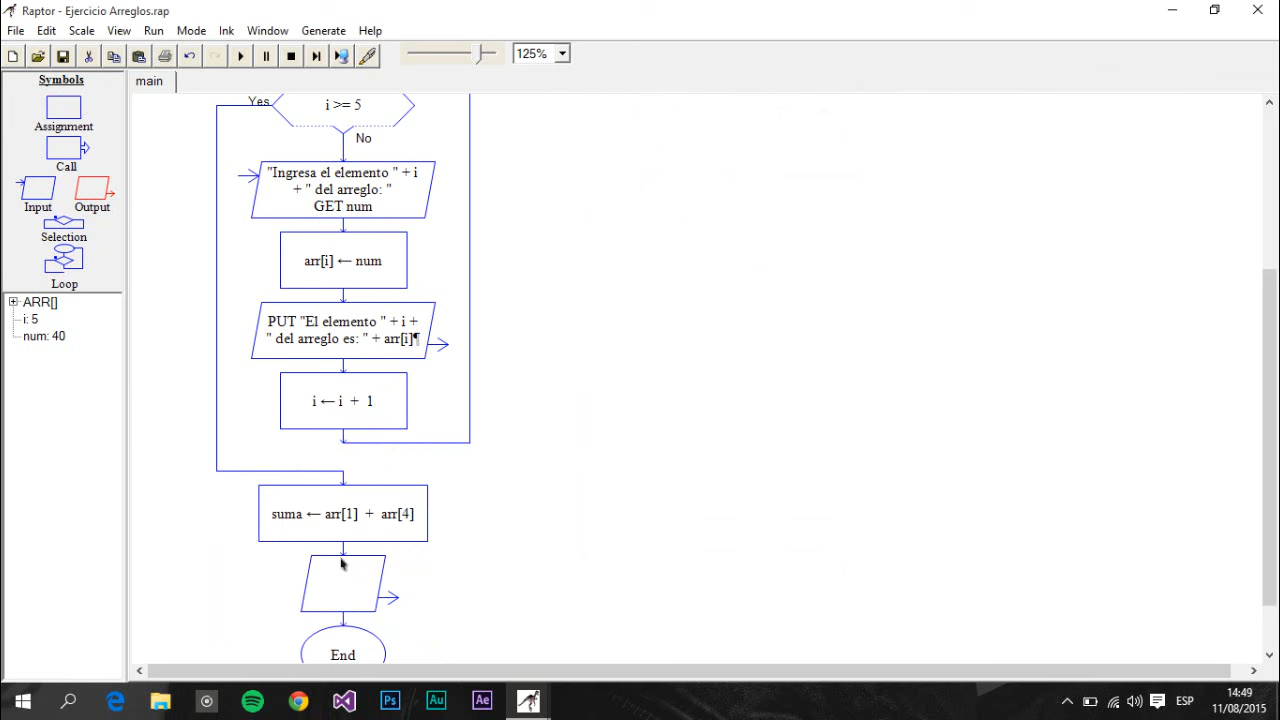 Raptor - Ejercicio Arreglos.rap
File Edit Scale View Run Mode Ink Window Generate Help
125%
Symbols
main
Assignment
Call
Input Output
Selection
Loop
ARR[]
i: 5
num: 40
Yes
i >= 5
No
"Ingresa el elemento " + i
+ " del arreglo: "
GET num
arr[i] ← num
PUT "El elemento " + i +
" del arreglo es: " + arr[i]¶
i ← i + 1
suma ← arr[1] + arr[4]
End
Ps
Au
Ae
ESP
14:49
11/08/2015